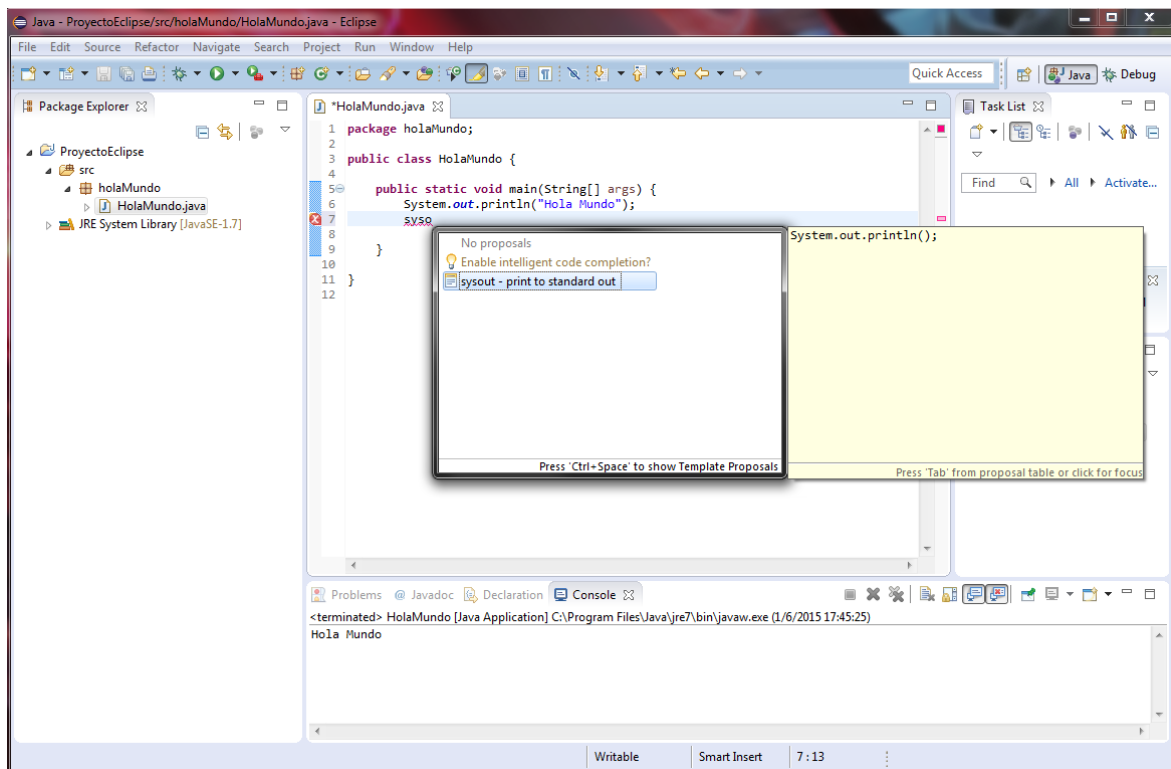 Java - ProyectoEclipse/src/holaMundo/HolaMundo.java - Eclipse
File Edit Source Refactor Navigate Search Project Run Window Help
Quick Access Java Debug
Package Explorer
ProyectoEclipse
src
holaMundo
HolaMundo.java
JRE System Library [JavaSE-1.7]
*HolaMundo.java
1 package holaMundo;
2
3 public class HolaMundo {
4
5 public static void main(String[] args) {
6 System.out.println("Hola Mundo");
7 syso
8
9 }
10
11 }
12
No proposals
Enable intelligent code completion?
sysout - print to standard out
Press 'Ctrl+Space' to show Template Proposals
System.out.println();
Press 'Tab' from proposal table or click for focus
Task List
Find All Activate...
Problems @ Javadoc Declaration Console
<terminated> HolaMundo [Java Application] C:\Program Files\Java\jre7\bin\javaw.exe (1/6/2015 17:45:25)
Hola Mundo
Writable Smart Insert 7 : 13